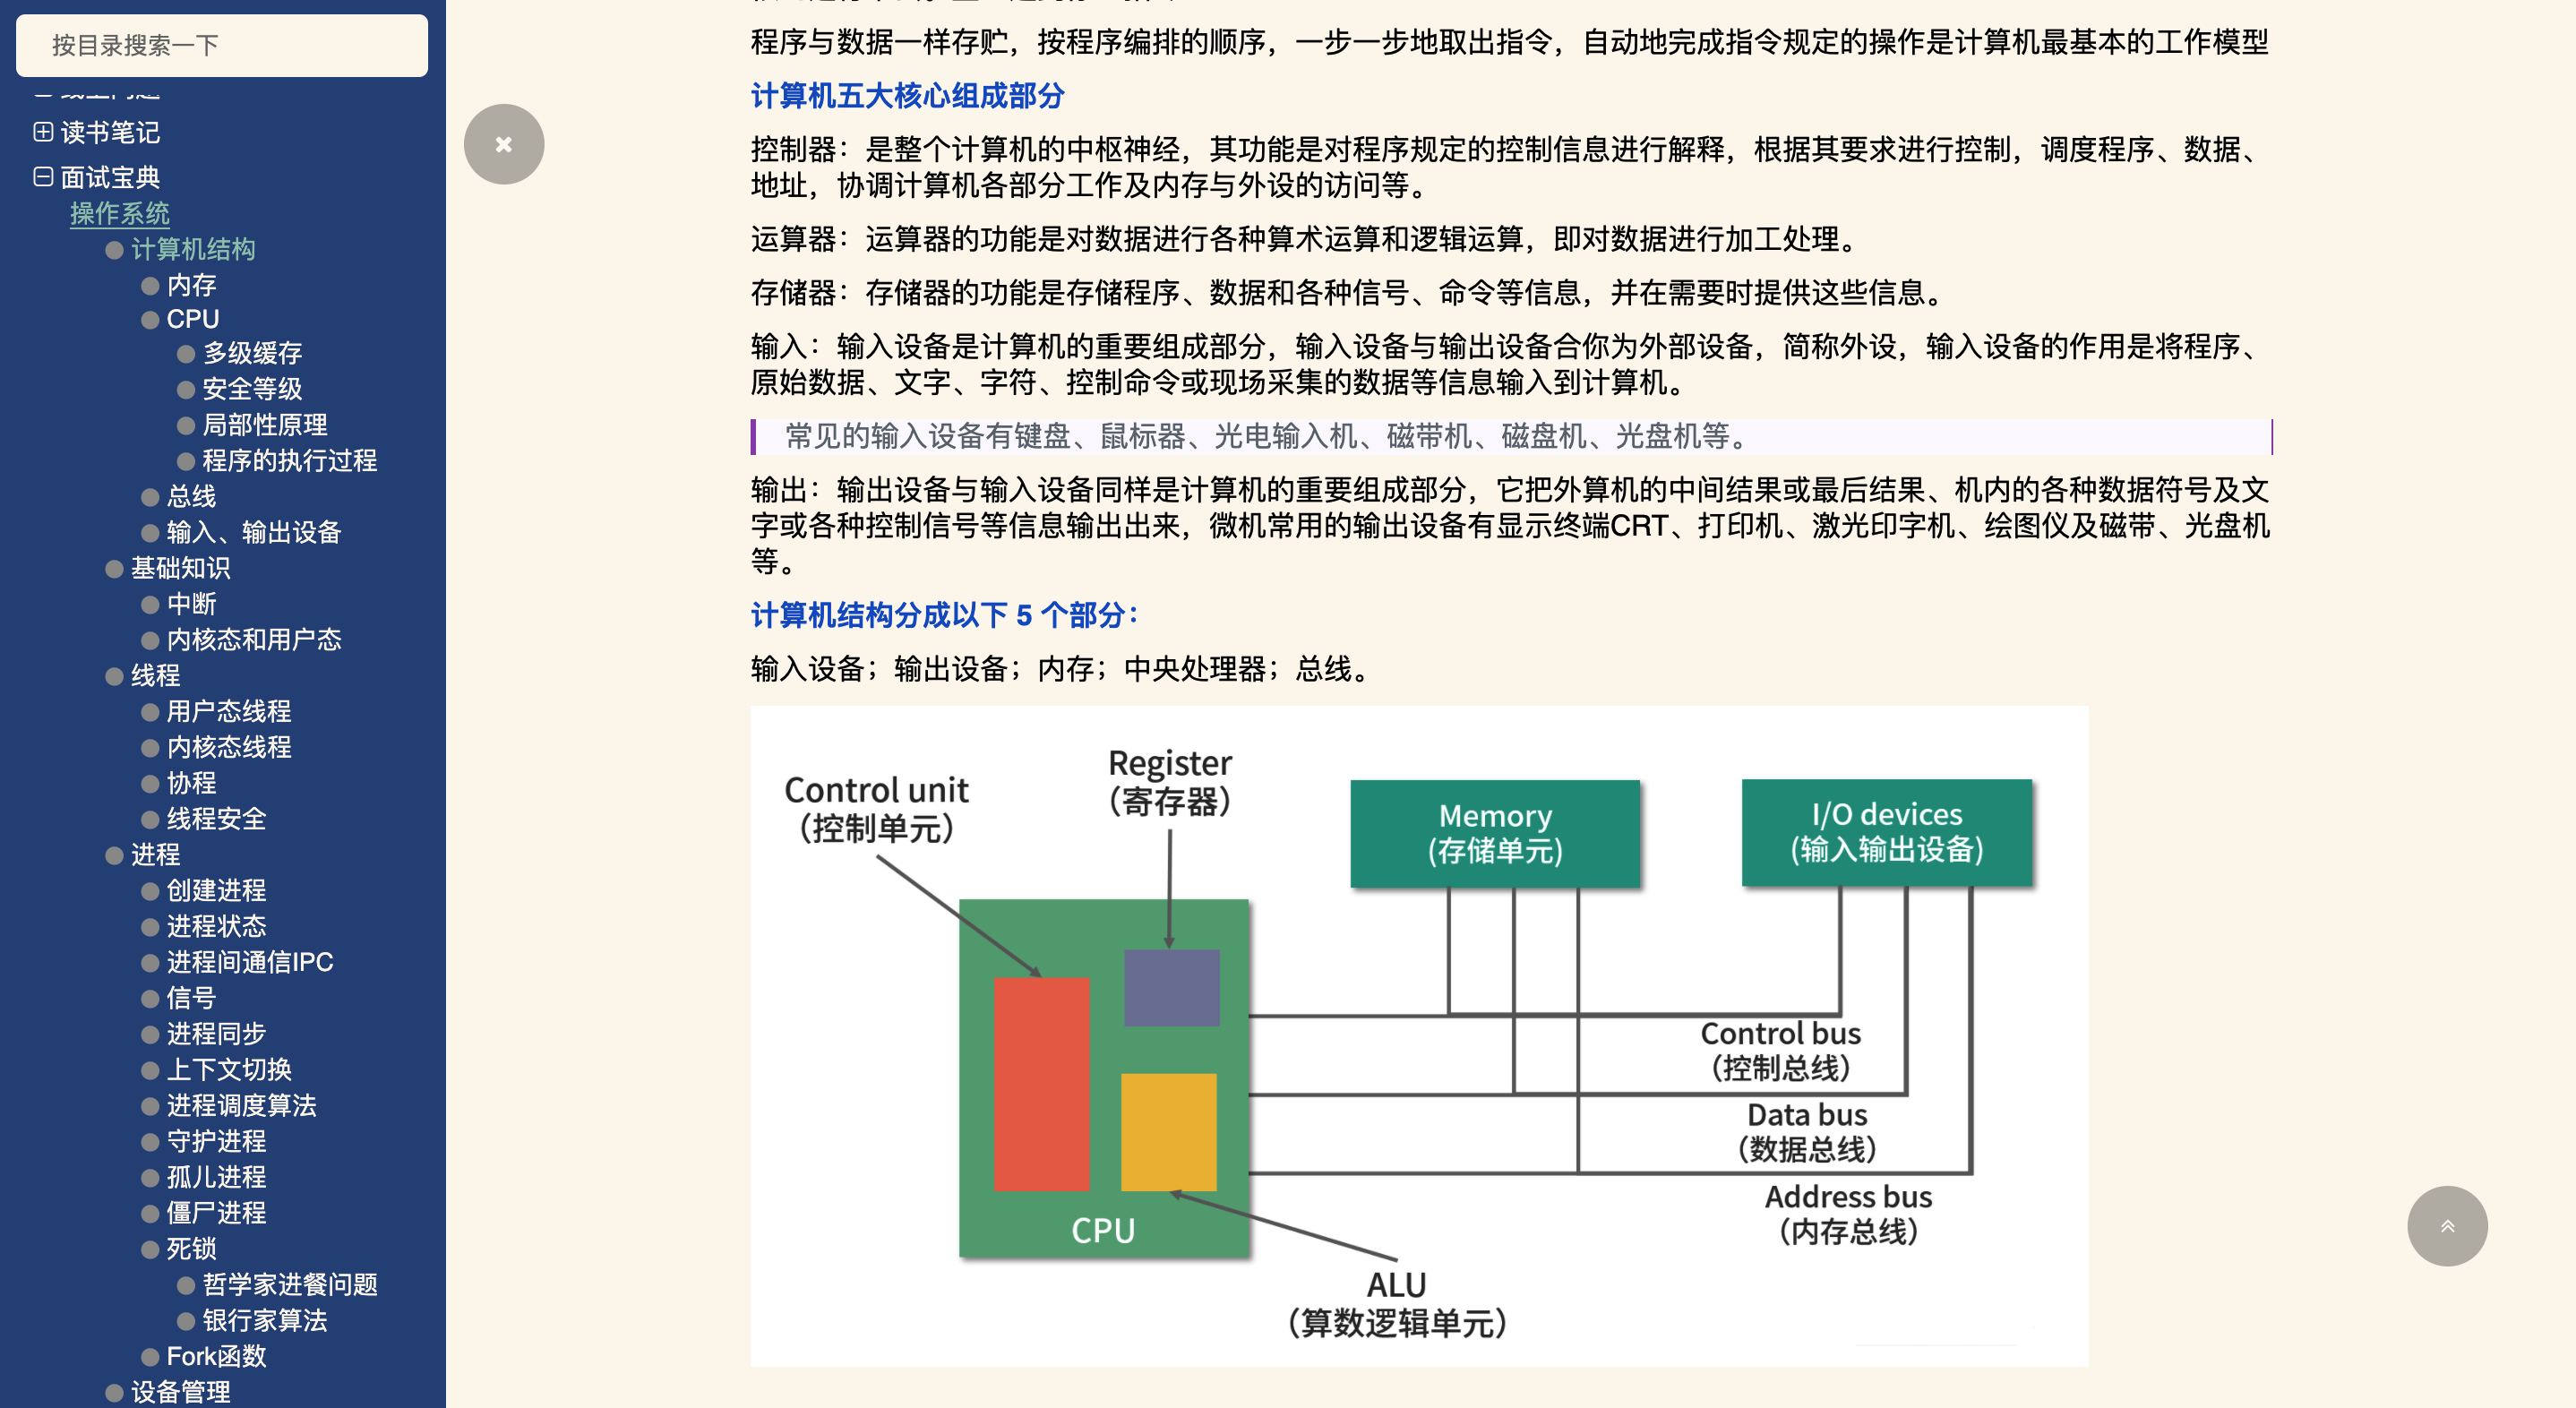 按目录搜索一下
读书笔记
面试宝典
操作系统
计算机结构
内存
CPU
多级缓存
安全等级
局部性原理
程序的执行过程
总线
输入、输出设备
基础知识
中断
内核态和用户态
线程
用户态线程
内核态线程
协程
线程安全
进程
创建进程
进程状态
进程间通信IPC
信号
进程同步
上下文切换
进程调度算法
守护进程
孤儿进程
僵尸进程
死锁
哲学家进餐问题
银行家算法
Fork函数
设备管理
程序与数据一样存贮，按程序编排的顺序，一步一步地取出指令，自动地完成指令规定的操作是计算机最基本的工作模型
计算机五大核心组成部分
控制器：是整个计算机的中枢神经，其功能是对程序规定的控制信息进行解释，根据其要求进行控制，调度程序、数据、
地址，协调计算机各部分工作及内存与外设的访问等。
运算器：运算器的功能是对数据进行各种算术运算和逻辑运算，即对数据进行加工处理。
存储器：存储器的功能是存储程序、数据和各种信号、命令等信息，并在需要时提供这些信息。
输入：输入设备是计算机的重要组成部分，输入设备与输出设备合你为外部设备，简称外设，输入设备的作用是将程序、
原始数据、文字、字符、控制命令或现场采集的数据等信息输入到计算机。
常见的输入设备有键盘、鼠标器、光电输入机、磁带机、磁盘机、光盘机等。
输出：输出设备与输入设备同样是计算机的重要组成部分，它把外算机的中间结果或最后结果、机内的各种数据符号及文
字或各种控制信号等信息输出出来，微机常用的输出设备有显示终端CRT、打印机、激光印字机、绘图仪及磁带、光盘机
等。
计算机结构分成以下 5 个部分：
输入设备；输出设备；内存；中央处理器；总线。
Control unit
（控制单元）
Register
（寄存器）
Memory
(存储单元)
I/O devices
(输入输出设备)
Control bus
（控制总线）
Data bus
（数据总线）
Address bus
（内存总线）
CPU
ALU
（算数逻辑单元）